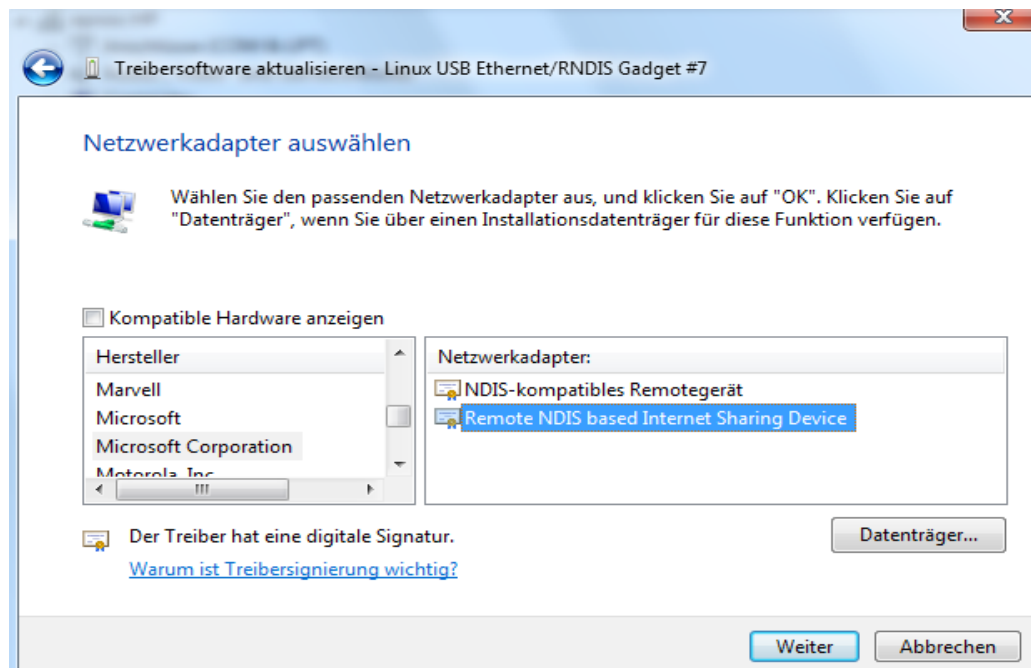 Treibersoftware aktualisieren - Linux USB Ethernet/RNDIS Gadget #7
Netzwerkadapter auswählen
Wählen Sie den passenden Netzwerkadapter aus, und klicken Sie auf "OK". Klicken Sie auf
"Datenträger", wenn Sie über einen Installationsdatenträger für diese Funktion verfügen.
Kompatible Hardware anzeigen
Hersteller
Marvell
Microsoft
Microsoft Corporation
Motorola, Inc
Netzwerkadapter:
NDIS-kompatibles Remotegerät
Remote NDIS based Internet Sharing Device
Der Treiber hat eine digitale Signatur.
Warum ist Treibersignierung wichtig?
Datenträger...
Weiter
Abbrechen